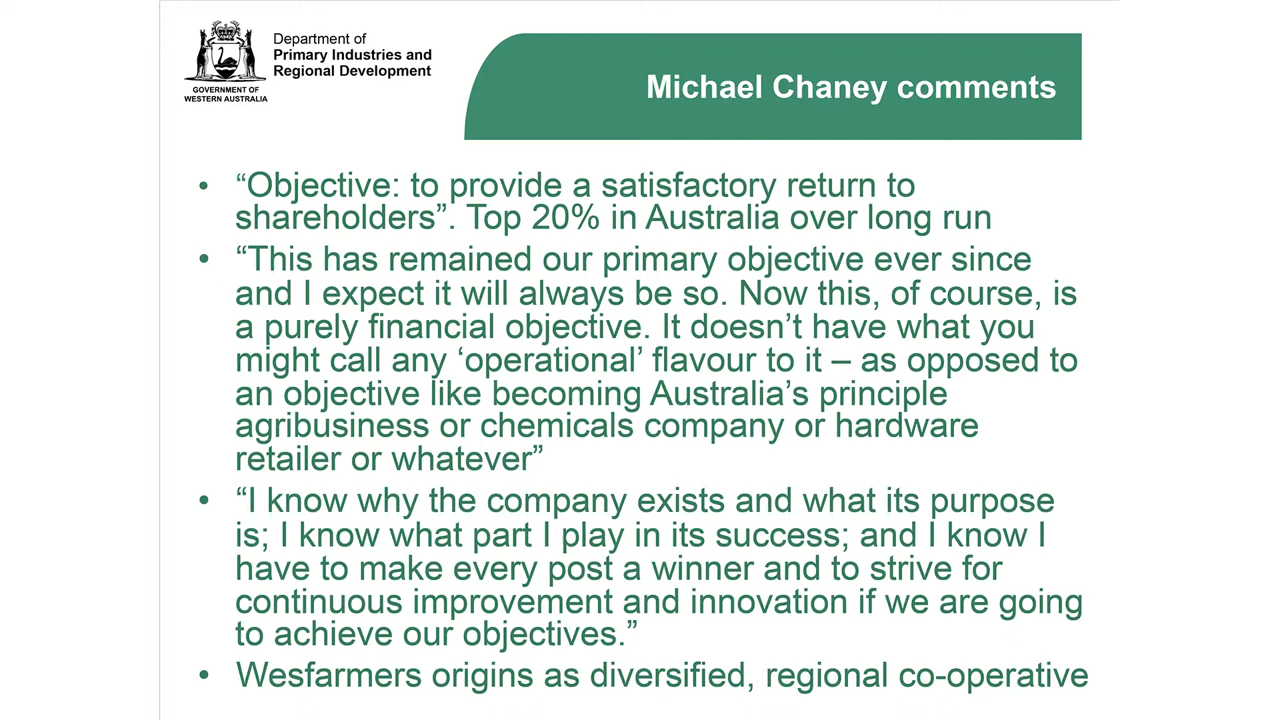 Department of
Primary Industries and
Regional Development
GOVERNMENT OF
WESTERN AUSTRALIA
Michael Chaney comments
• “Objective: to provide a satisfactory return to
shareholders”. Top 20% in Australia over long run
• “This has remained our primary objective ever since
and I expect it will always be so. Now this, of course, is
a purely financial objective. It doesn’t have what you
might call any ‘operational’ flavour to it – as opposed to
an objective like becoming Australia’s principle
agribusiness or chemicals company or hardware
retailer or whatever”
• “I know why the company exists and what its purpose
is; I know what part I play in its success; and I know I
have to make every post a winner and to strive for
continuous improvement and innovation if we are going
to achieve our objectives.”
• Wesfarmers origins as diversified, regional co-operative